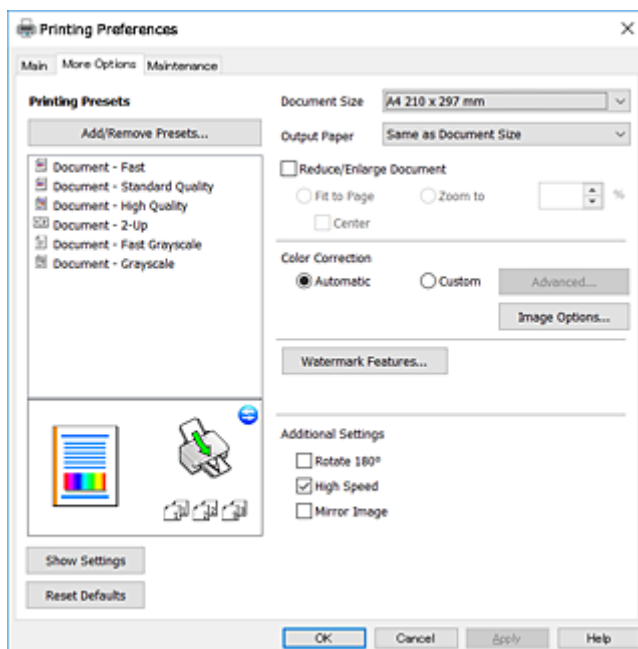 Printing Preferences
Main More Options Maintenance
Printing Presets
Add/Remove Presets...
Document - Fast
Document - Standard Quality
Document - High Quality
Document - 2-Up
Document - Fast Grayscale
Document - Grayscale
Show Settings
Reset Defaults
Document Size A4 210 x 297 mm
Output Paper Same as Document Size
Reduce/Enlarge Document
Fit to Page Zoom to %
Center
Color Correction
Automatic Custom Advanced...
Image Options...
Watermark Features...
Additional Settings
Rotate 180º
High Speed
Mirror Image
OK Cancel Apply Help